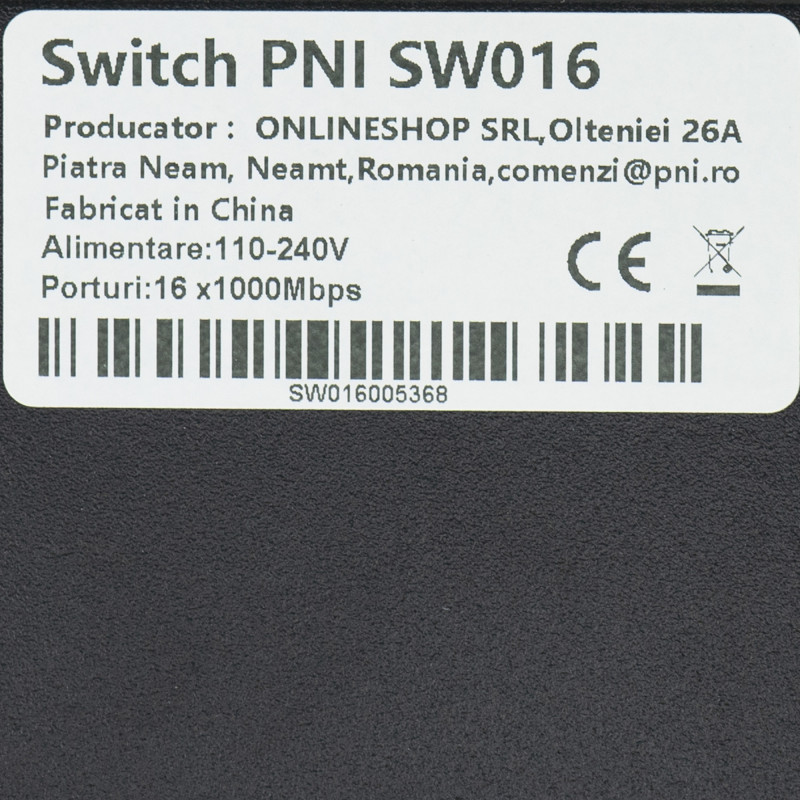 Switch PNI SW016
Producator : ONLINESHOP SRL,Olteniei 26A
Piatra Neam, Neamt,Romania,comenzi@pni.ro
Fabricat in China
Alimentare:110-240V
Porturi:16 x1000Mbps
CE
SW016005368